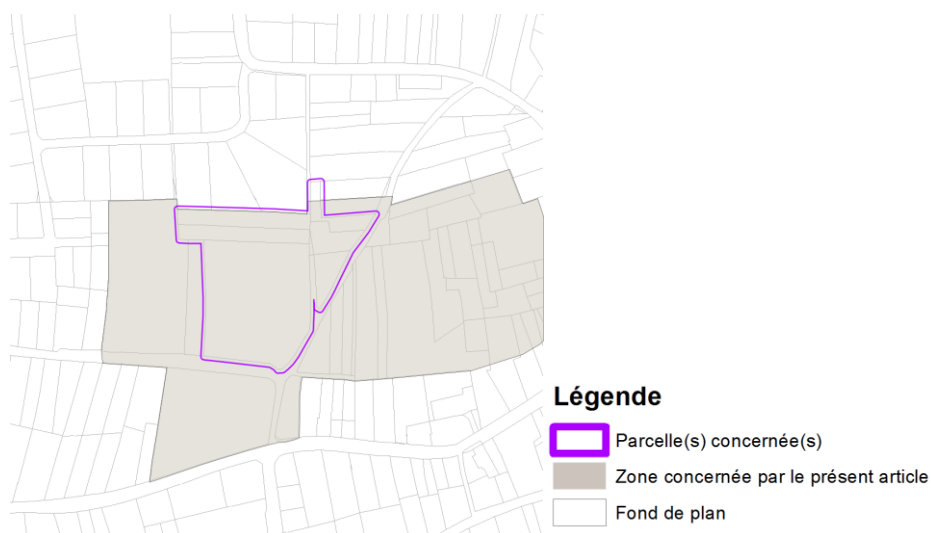 Légende
Parcelle(s) concernée(s)
Zone concernée par le présent article
Fond de plan